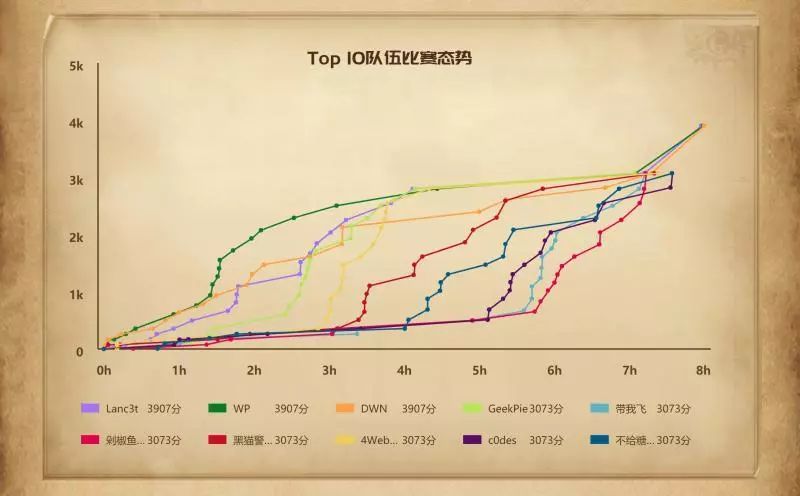 Top 10队伍比赛态势
5k
4k
3k
2k
1k
0
0h 1h 2h 3h 4h 5h 6h 7h 8h
Lanc3t 3907分 WP 3907分 DWN 3907分 GeekPie 3073分 带我飞 3073分
剁椒鱼... 3073分 黑猫警... 3073分 4Web... 3073分 c0des 3073分 不给糖... 3073分